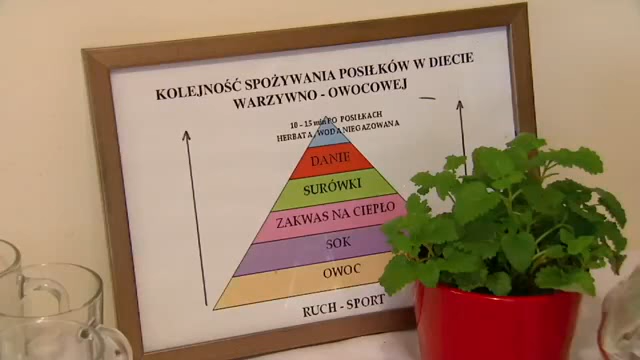 KOLEJNOŚĆ SPOŻYWANIA POSIŁKÓW W DIECIE
WARZYWNO - OWOCOWEJ
10 - 15 min PO POSIŁKACH
HERBATA, WODA NIEGAZOWANA
DANIE
SURÓWKI
ZAKWAS NA CIEPŁO
SOK
OWOC
RUCH - SPORT